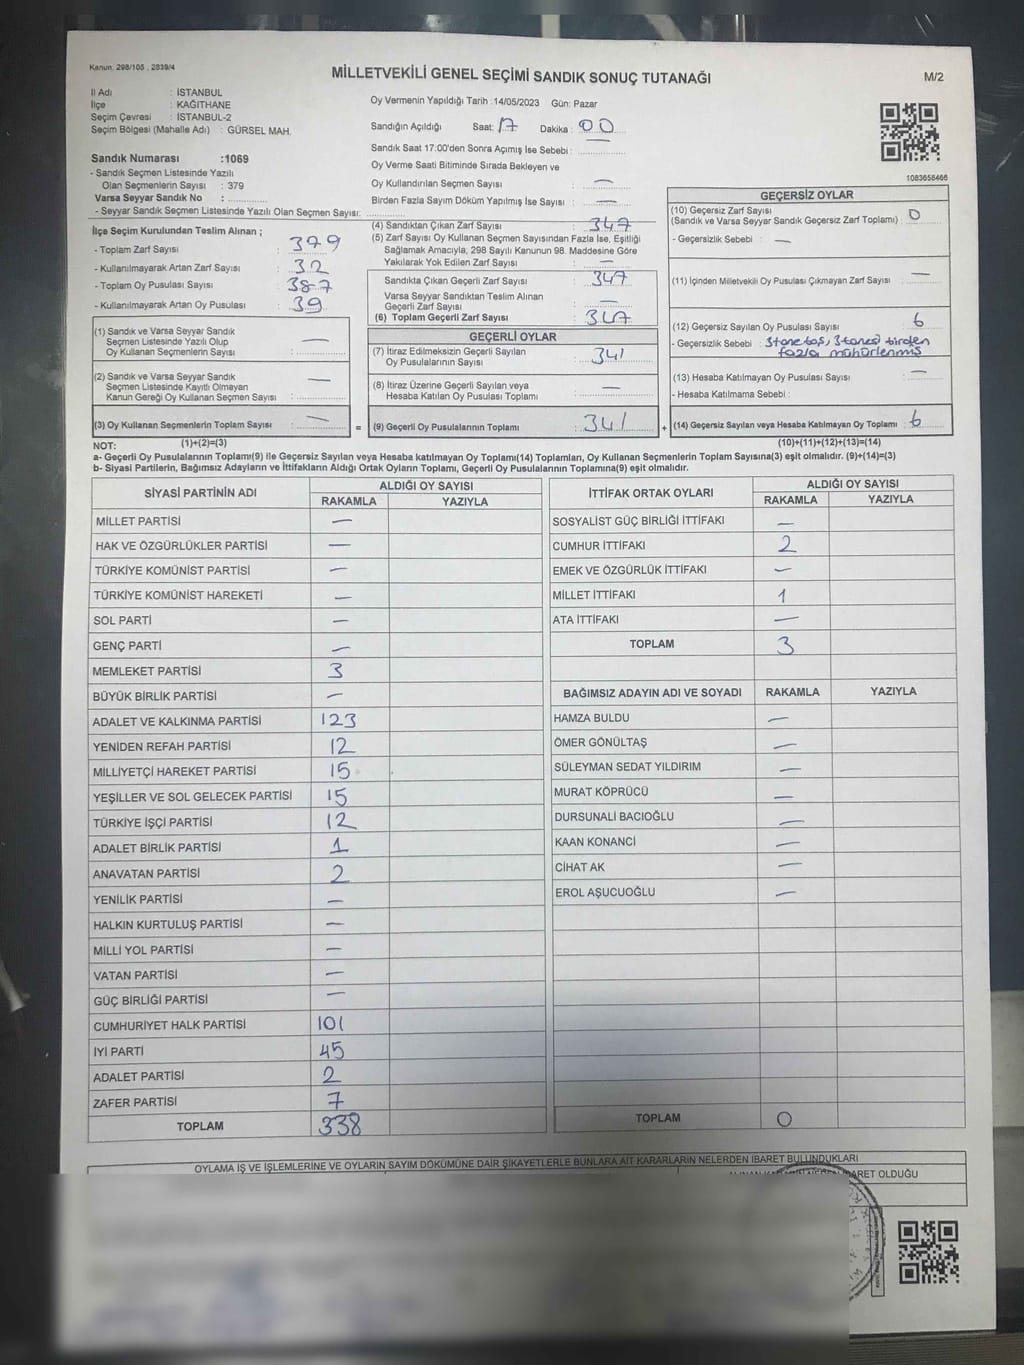 Kanun. 298/105 , 2839/4
MİLLETVEKİLİ GENEL SEÇİMİ SANDIK SONUÇ TUTANAĞI
M/2
İl Adı : İSTANBUL
İlçe : KAĞITHANE
Seçim Çevresi : İSTANBUL-2
Seçim Bölgesi (Mahalle Adı) : GÜRSEL MAH.
Sandık Numarası :1069
- Sandık Seçmen Listesinde Yazılı
Olan Seçmenlerin Sayısı : 379
Varsa Seyyar Sandık No :
- Seyyar Sandık Seçmen Listesinde Yazılı Olan Seçmen Sayısı:
Oy Vermenin Yapıldığı Tarih :14/05/2023 Gün: Pazar
Sandığın Açıldığı Saat: 17 Dakika : 00
Sandık Saat 17:00'den Sonra Açımış İse Sebebi : —
Oy Verme Saati Bitiminde Sırada Bekleyen ve
Oy Kullandırılan Seçmen Sayısı : —
Birden Fazla Sayım Döküm Yapılmış İse Sayısı : —
1083658466
İlçe Seçim Kurulundan Teslim Alınan ;
- Toplam Zarf Sayısı : 379
- Kullanılmayarak Artan Zarf Sayısı : 32
- Toplam Oy Pusulası Sayısı : 387
- Kullanılmayarak Artan Oy Pusulası : 39
(4) Sandıktan Çıkan Zarf Sayısı : 347
(5) Zarf Sayısı Oy Kullanan Seçmen Sayısından Fazla İse, Eşitliği
Sağlamak Amacıyla, 298 Sayılı Kanunun 98. Maddesine Göre
Yakılarak Yok Edilen Zarf Sayısı : —
Sandıkta Çıkan Geçerli Zarf Sayısı : 347
Varsa Seyyar Sandıktan Teslim Alınan
Geçerli Zarf Sayısı : —
(6) Toplam Geçerli Zarf Sayısı : 347
GEÇERSİZ OYLAR
(10) Geçersiz Zarf Sayısı : 0
(Sandık ve Varsa Seyyar Sandık Geçersiz Zarf Toplamı)
- Geçersizlik Sebebi : —
(11) İçinden Milletvekili Oy Pusulası Çıkmayan Zarf Sayısı : —
(12) Geçersiz Sayılan Oy Pusulası Sayısı : 6
- Geçersizlik Sebebi : 3 tane boş, 3 tanesi birden
fazla mühürlenmiş
(13) Hesaba Katılmayan Oy Pusulası Sayısı : —
- Hesaba Katılmama Sebebi :
(14) Geçersiz Sayılan veya Hesaba Katılmayan Oy Toplamı : 6
(1) Sandık ve Varsa Seyyar Sandık
Seçmen Listesinde Yazılı Olup
Oy Kullanan Seçmenlerin Sayısı : —
(2) Sandık ve Varsa Seyyar Sandık
Seçmen Listesinde Kayıtlı Olmayan
Kanun Gereği Oy Kullanan Seçmen Sayısı : —
(3) Oy Kullanan Seçmenlerin Toplam Sayısı : —
=
GEÇERLİ OYLAR
(7) İtiraz Edilmeksizin Geçerli Sayılan
Oy Pusulalarının Sayısı : 341
(8) İtiraz Üzerine Geçerli Sayılan veya
Hesaba Katılan Oy Pusulası Toplamı : —
(9) Geçerli Oy Pusulalarının Toplamı : 341
+
NOT: (1)+(2)=(3)
(10)+(11)+(12)+(13)=(14)
a- Geçerli Oy Pusulalarının Toplamı(9) ile Geçersiz Sayılan veya Hesaba katılmayan Oy Toplamı(14) Toplamları, Oy Kullanan Seçmenlerin Toplam Sayısına(3) eşit olmalıdır. (9)+(14)=(3)
b- Siyasi Partilerin, Bağımsız Adayların ve İttifakların Aldığı Ortak Oyların Toplamı, Geçerli Oy Pusulalarının Toplamına(9) eşit olmalıdır.
SİYASİ PARTİNİN ADI ALDIĞI OY SAYISI
RAKAMLA YAZIYLA
MİLLET PARTİSİ —
HAK VE ÖZGÜRLÜKLER PARTİSİ —
TÜRKİYE KOMÜNİST PARTİSİ —
TÜRKİYE KOMÜNİST HAREKETİ —
SOL PARTİ —
GENÇ PARTİ —
MEMLEKET PARTİSİ 3
BÜYÜK BİRLİK PARTİSİ —
ADALET VE KALKINMA PARTİSİ 123
YENİDEN REFAH PARTİSİ 12
MİLLİYETÇİ HAREKET PARTİSİ 15
YEŞİLLER VE SOL GELECEK PARTİSİ 15
TÜRKİYE İŞÇİ PARTİSİ 12
ADALET BİRLİK PARTİSİ 1
ANAVATAN PARTİSİ 2
YENİLİK PARTİSİ —
HALKIN KURTULUŞ PARTİSİ —
MİLLİ YOL PARTİSİ —
VATAN PARTİSİ —
GÜÇ BİRLİĞİ PARTİSİ —
CUMHURİYET HALK PARTİSİ 101
İYİ PARTİ 45
ADALET PARTİSİ 2
ZAFER PARTİSİ 7
TOPLAM 338
İTTİFAK ORTAK OYLARI ALDIĞI OY SAYISI
RAKAMLA YAZIYLA
SOSYALİST GÜÇ BİRLİĞİ İTTİFAKI —
CUMHUR İTTİFAKI 2
EMEK VE ÖZGÜRLÜK İTTİFAKI —
MİLLET İTTİFAKI 1
ATA İTTİFAKI —
TOPLAM 3
BAĞIMSIZ ADAYIN ADI VE SOYADI RAKAMLA YAZIYLA
HAMZA BULDU —
ÖMER GÖNÜLTAŞ —
SÜLEYMAN SEDAT YILDIRIM —
MURAT KÖPRÜCÜ —
DURSUNALİ BACIOĞLU —
KAAN KONANCİ —
CİHAT AK —
EROL AŞUCUOĞLU —
TOPLAM 0
OYLAMA İŞ VE İŞLEMLERİNE VE OYLARIN SAYIM DÖKÜMÜNE DAİR ŞİKAYETLERLE BUNLARA AİT KARARLARIN NELERDEN İBARET BULUNDUKLARI
OLDUĞU